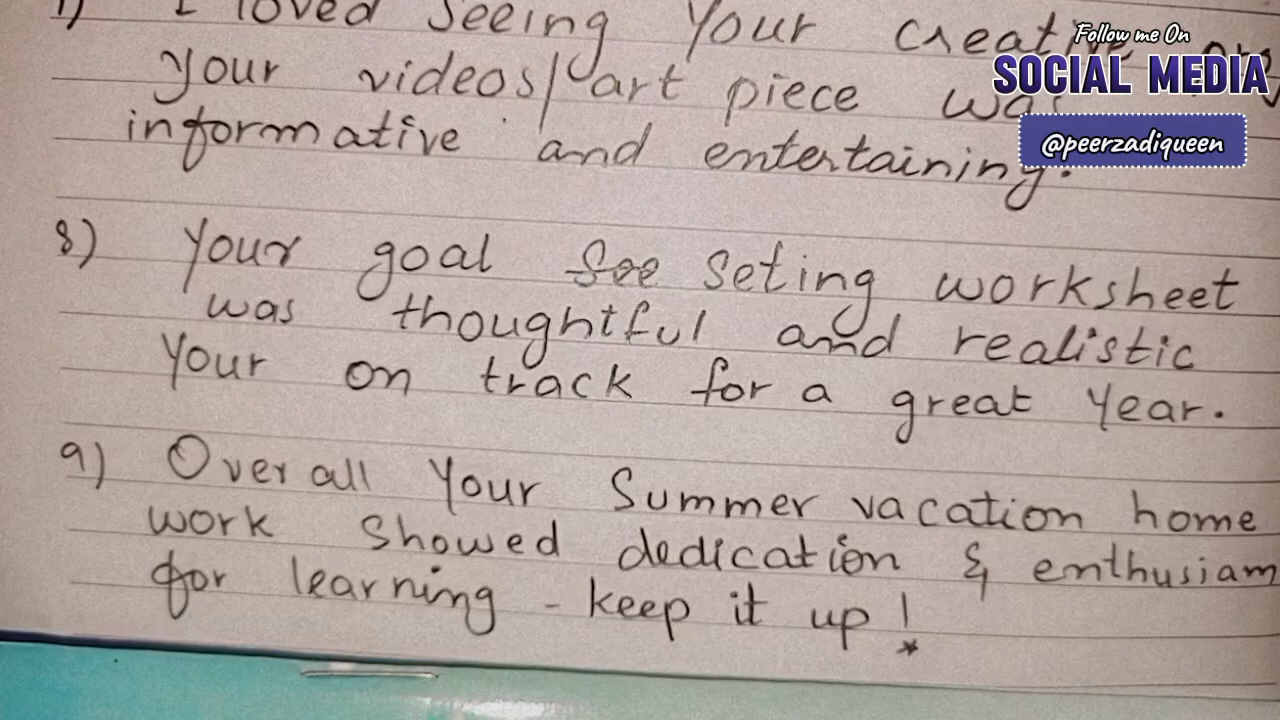 I loved seeing your creative
your videos/art piece was
informative and entertaining.
8) Your goal See seting worksheet
was thoughtful and realistic
Your on track for a great year.
9) Overall your Summer vacation home
work showed dedication & enthusiam
for learning - keep it up!
Follow me On
SOCIAL MEDIA
@peerzadiqueen